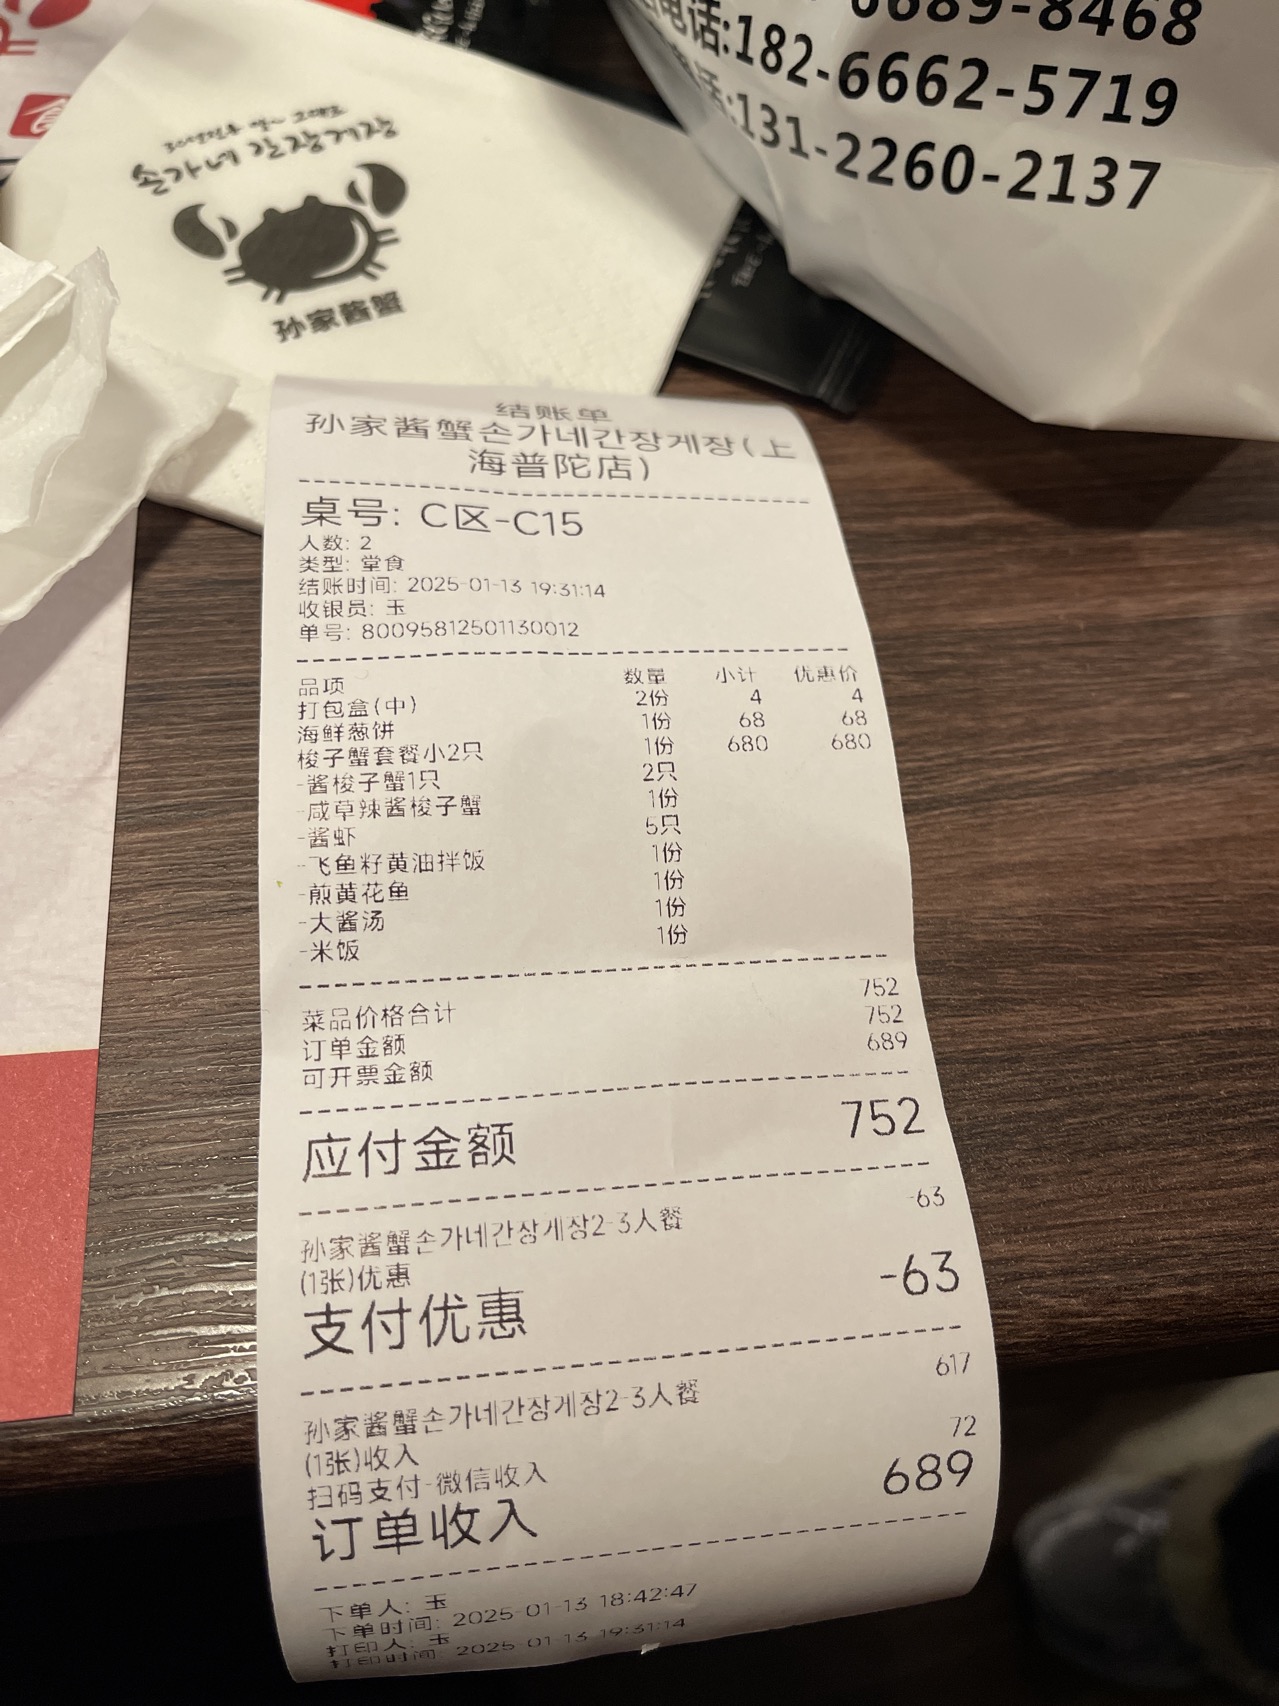 6689-8468
电话:182-6662-5719
:131-2260-2137
손가네 간장게장
孙家酱蟹
结账单
孙家酱蟹손가네간장게장(上
海普陀店)
桌号: C区-C15
人数: 2
类型: 堂食
结账时间: 2025-01-13 19:31:14
收银员: 玉
单号: 80095812501130012
品项 数量 小计 优惠价
打包盒(中) 2份 4 4
海鲜葱饼 1份 68 68
梭子蟹套餐小2只 1份 680 680
-酱梭子蟹1只 2只
-咸草辣酱梭子蟹 1份
-酱虾 5只
-飞鱼籽黄油拌饭 1份
-煎黄花鱼 1份
-大酱汤 1份
-米饭 1份
菜品价格合计 752
订单金额 752
可开票金额 689
应付金额 752
孙家酱蟹손가네간장게장2-3人餐 -63
(1张)优惠
支付优惠 -63
孙家酱蟹손가네간장게장2-3人餐 617
(1张)收入
扫码支付-微信收入 72
订单收入 689
下单人: 玉
下单时间: 2025-01-13 18:42:47
打印人: 玉
打印时间: 2025-01-13 19:31:14